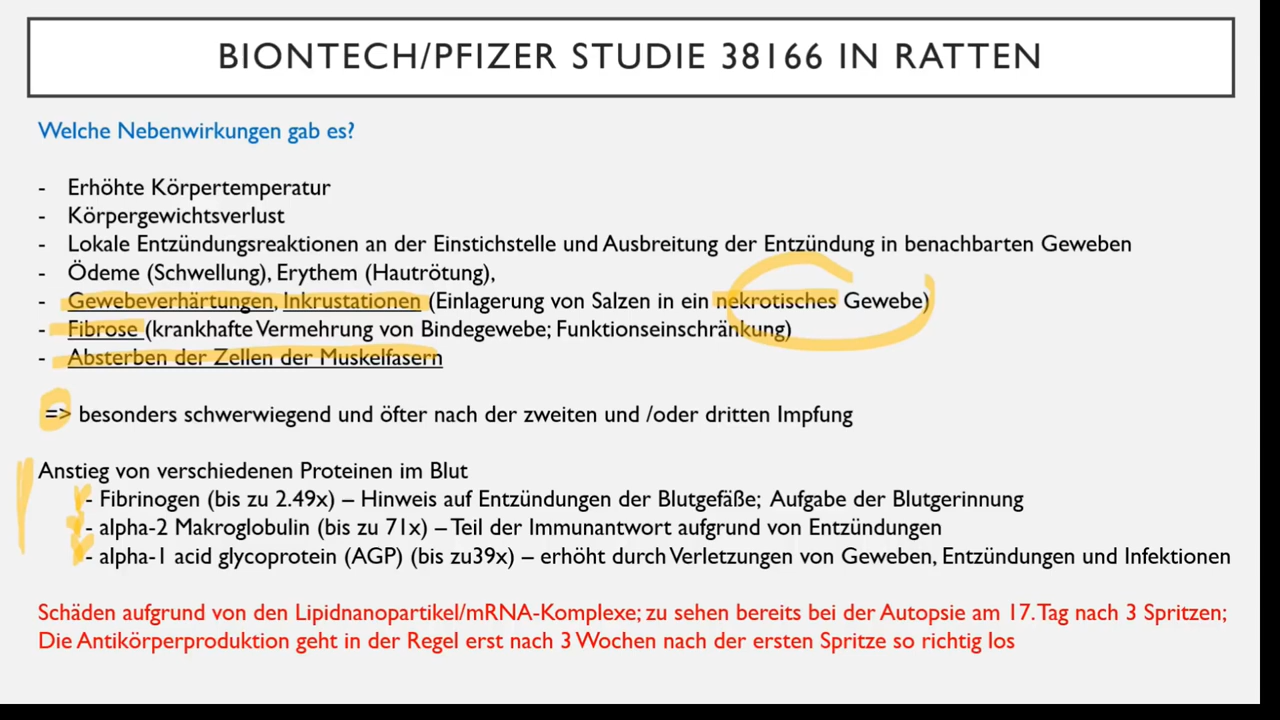 BIONTECH/PFIZER STUDIE 38166 IN RATTEN
Welche Nebenwirkungen gab es?
- Erhöhte Körpertemperatur
- Körpergewichtsverlust
- Lokale Entzündungsreaktionen an der Einstichstelle und Ausbreitung der Entzündung in benachbarten Geweben
- Ödeme (Schwellung), Erythem (Hautrötung),
- Gewebeverhärtungen, Inkrustationen (Einlagerung von Salzen in ein nekrotisches Gewebe)
- Fibrose (krankhafte Vermehrung von Bindegewebe; Funktionseinschränkung)
- Absterben der Zellen der Muskelfasern
=> besonders schwerwiegend und öfter nach der zweiten und /oder dritten Impfung
Anstieg von verschiedenen Proteinen im Blut
- Fibrinogen (bis zu 2.49x) – Hinweis auf Entzündungen der Blutgefäße; Aufgabe der Blutgerinnung
- alpha-2 Makroglobulin (bis zu 71x) – Teil der Immunantwort aufgrund von Entzündungen
- alpha-1 acid glycoprotein (AGP) (bis zu39x) – erhöht durch Verletzungen von Geweben, Entzündungen und Infektionen
Schäden aufgrund von den Lipidnanopartikel/mRNA-Komplexe; zu sehen bereits bei der Autopsie am 17. Tag nach 3 Spritzen;
Die Antikörperproduktion geht in der Regel erst nach 3 Wochen nach der ersten Spritze so richtig los